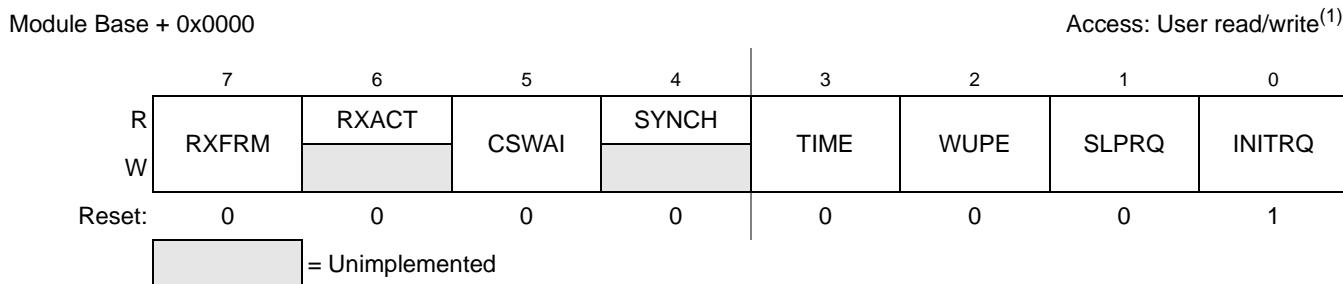 Module Base + 0x0000 Access: User read/write(1)
7 6 5 4 3 2 1 0
R RXFRM RXACT CSWAI SYNCH TIME WUPE SLPRQ INITRQ
W
Reset: 0 0 0 0 0 0 0 1
= Unimplemented